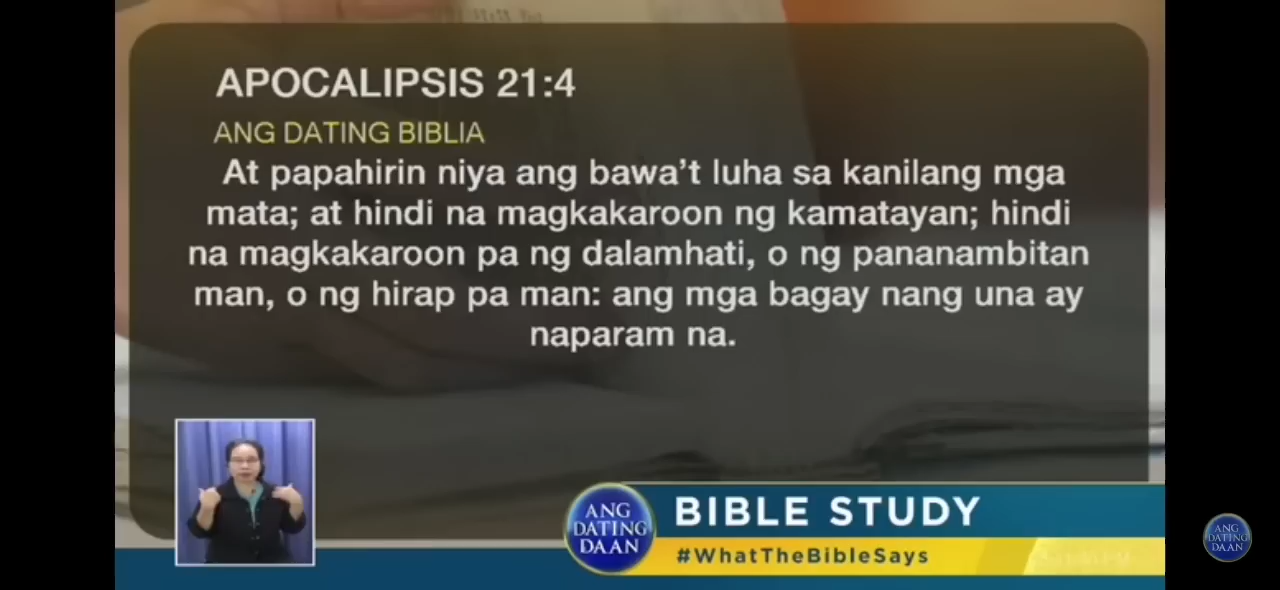 APOCALIPSIS 21:4
ANG DATING BIBLIA
At papahirin niya ang bawa't luha sa kanilang mga
mata; at hindi na magkakaroon ng kamatayan; hindi
na magkakaroon pa ng dalamhati, o ng pananambitan
man, o ng hirap pa man: ang mga bagay nang una ay
naparam na.
ANG
DATING
DAAN
BIBLE STUDY
#WhatTheBibleSays
ANG
DATING
DAAN